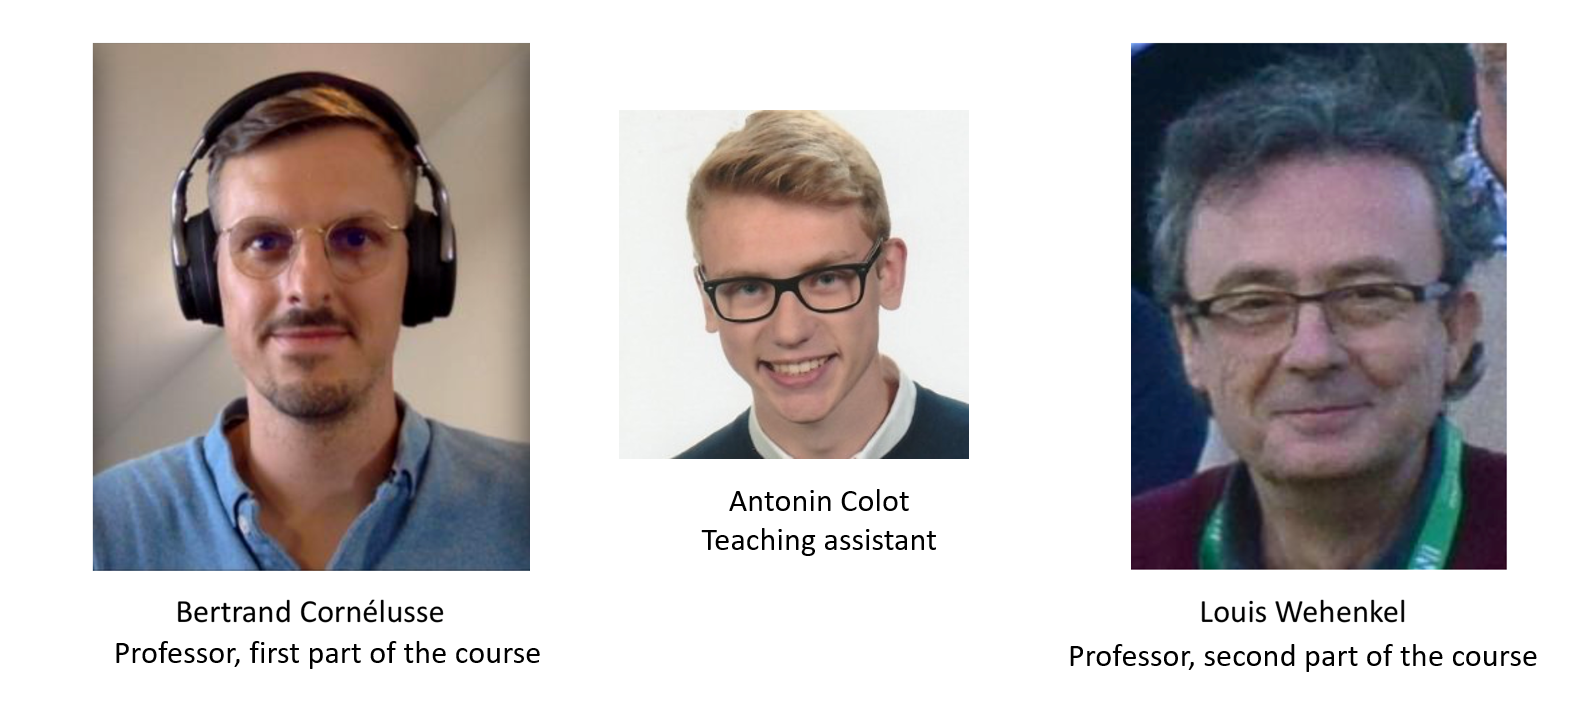 Bertrand Cornélusse
Professor, first part of the course
Antonin Colot
Teaching assistant
Louis Wehenkel
Professor, second part of the course